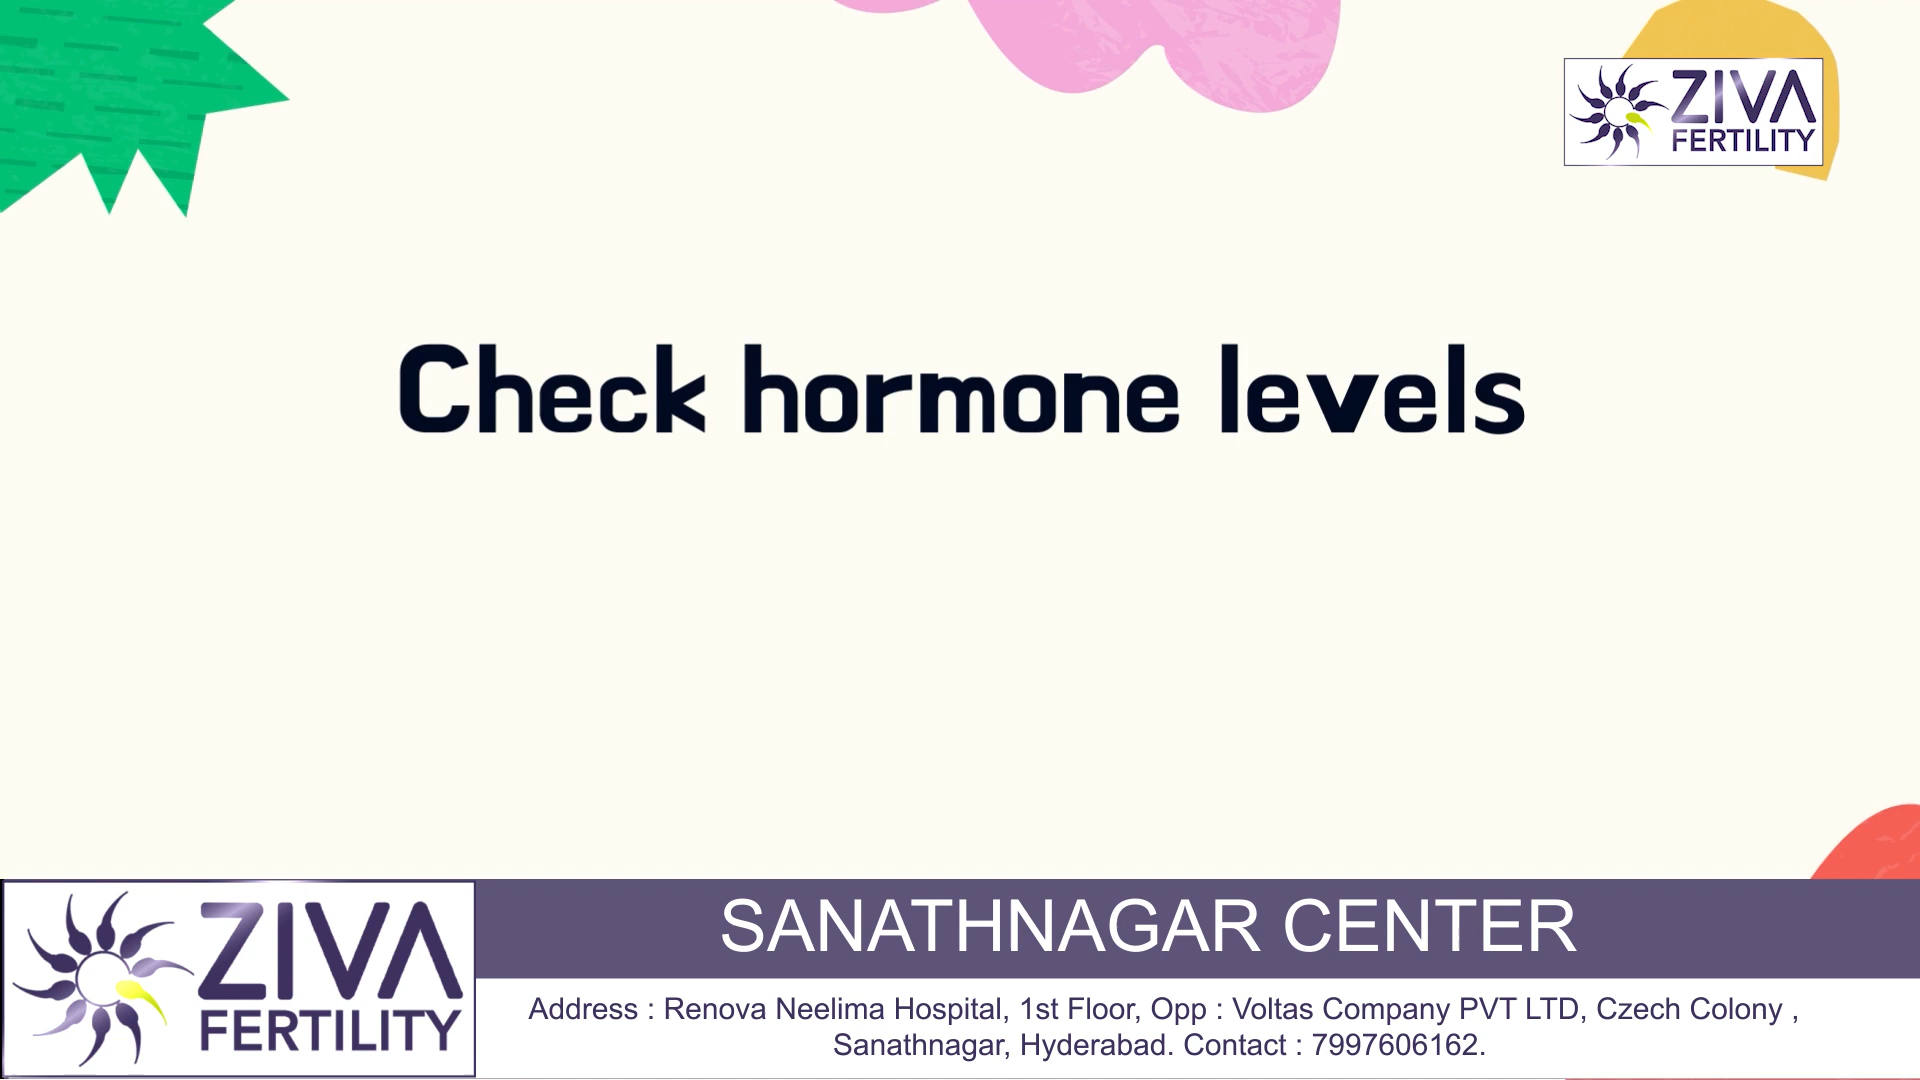 ZIVA
FERTILITY
Check hormone levels
ZIVA
FERTILITY
SANATHNAGAR CENTER
Address : Renova Neelima Hospital, 1st Floor, Opp : Voltas Company PVT LTD, Czech Colony ,
Sanathnagar, Hyderabad. Contact : 7997606162.